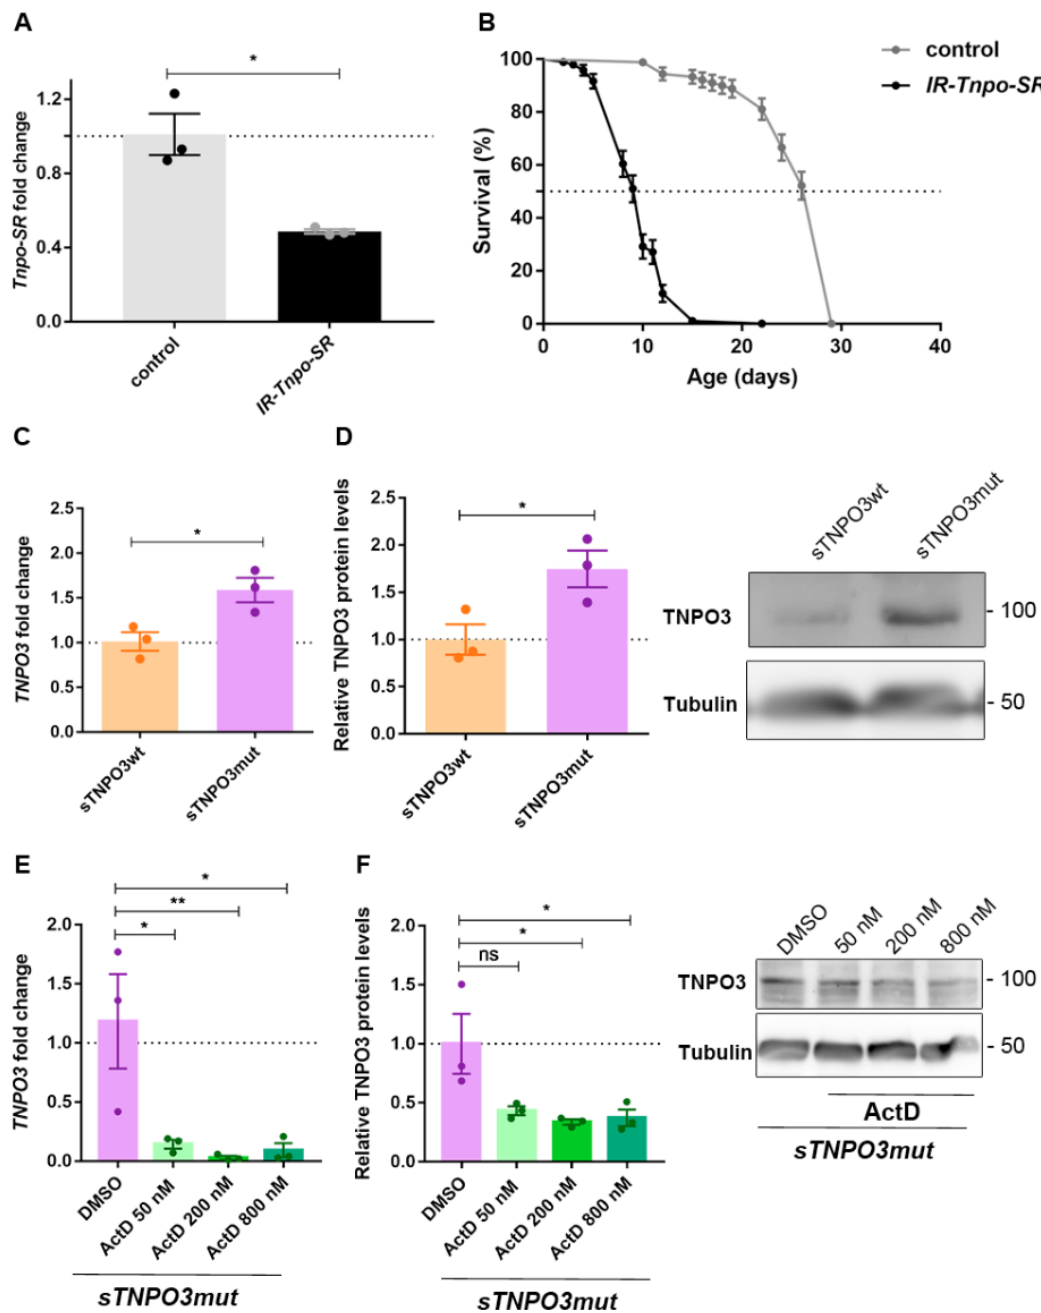 A
Tnpo-SR fold change
1.2
0.8
0.4
0.0
*
control
IR-Tnpo-SR
B
Survival (%)
100
80
60
40
20
0
0 10 20 30 40
Age (days)
control
IR-Tnpo-SR
C
TNPO3 fold change
2.5
2.0
1.5
1.0
0.5
0.0
*
sTNPO3wt
sTNPO3mut
D
Relative TNPO3 protein levels
2.5
2.0
1.5
1.0
0.5
0.0
*
sTNPO3wt
sTNPO3mut
sTNPO3wt
sTNPO3mut
TNPO3
- 100
Tubulin
- 50
E
TNPO3 fold change
2.0
1.5
1.0
0.5
0.0
*
**
*
DMSO
ActD 50 nM
ActD 200 nM
ActD 800 nM
sTNPO3mut
F
Relative TNPO3 protein levels
2.0
1.5
1.0
0.5
0.0
*
*
ns
DMSO
ActD 50 nM
ActD 200 nM
ActD 800 nM
sTNPO3mut
DMSO
50 nM
200 nM
800 nM
TNPO3
- 100
Tubulin
- 50
ActD
sTNPO3mut